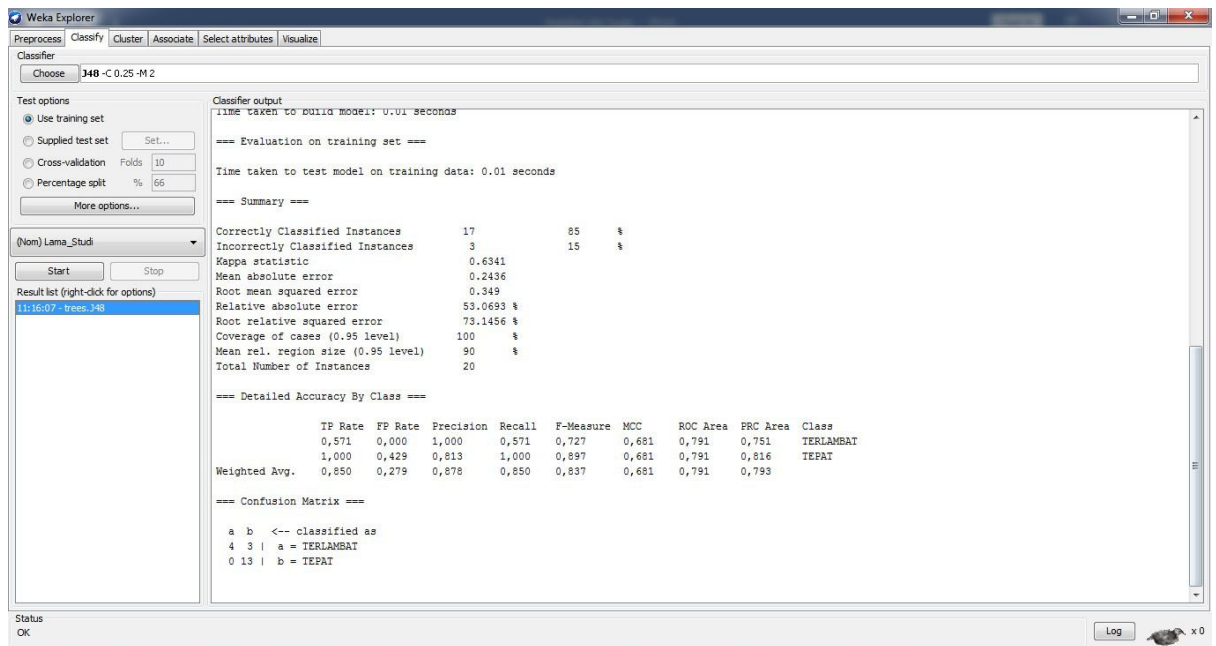 Weka Explorer
Preprocess Classify Cluster Associate Select attributes Visualize
Classifier
Choose J48 -C 0.25 -M 2
Test options
Use training set
Supplied test set Set...
Cross-validation Folds 10
Percentage split % 66
More options...
(Nom) Lama_Studi
Start Stop
Result list (right-click for options)
11:16:07 - trees.J48
Classifier output
Time taken to build model: 0.01 seconds
=== Evaluation on training set ===
Time taken to test model on training data: 0.01 seconds
=== Summary ===
Correctly Classified Instances 17 85 %
Incorrectly Classified Instances 3 15 %
Kappa statistic 0.6341
Mean absolute error 0.2436
Root mean squared error 0.349
Relative absolute error 53.0693 %
Root relative squared error 73.1456 %
Coverage of cases (0.95 level) 100 %
Mean rel. region size (0.95 level) 90 %
Total Number of Instances 20
=== Detailed Accuracy By Class ===
TP Rate FP Rate Precision Recall F-Measure MCC ROC Area PRC Area Class
0,571 0,000 1,000 0,571 0,727 0,681 0,791 0,751 TERLAMBAT
1,000 0,429 0,813 1,000 0,897 0,681 0,791 0,816 TEPAT
Weighted Avg. 0,850 0,279 0,878 0,850 0,837 0,681 0,791 0,793
=== Confusion Matrix ===
a b <-- classified as
4 3 | a = TERLAMBAT
0 13 | b = TEPAT
Status
OK
Log
x 0